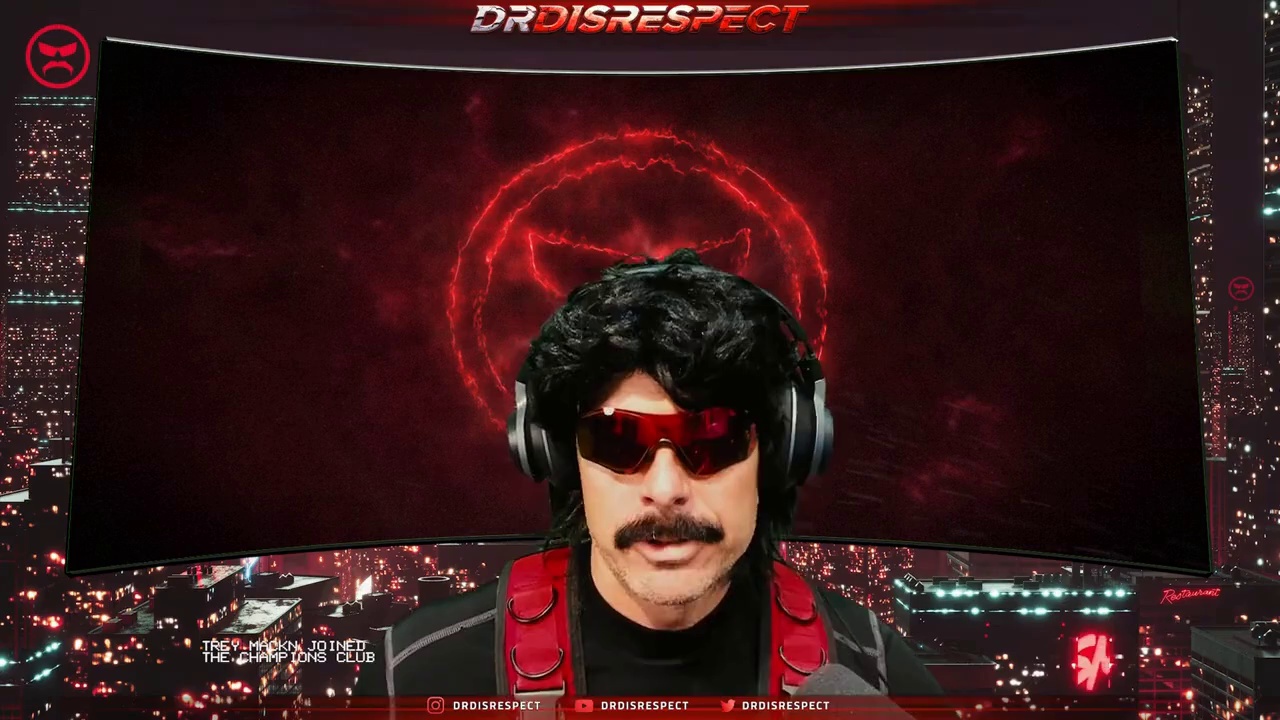 DRDISRESPECT
Restaurant
TREY MACKN JOINED
THE CHAMPIONS CLUB
DRDISRESPECT
DRDISRESPECT
DRDISRESPECT